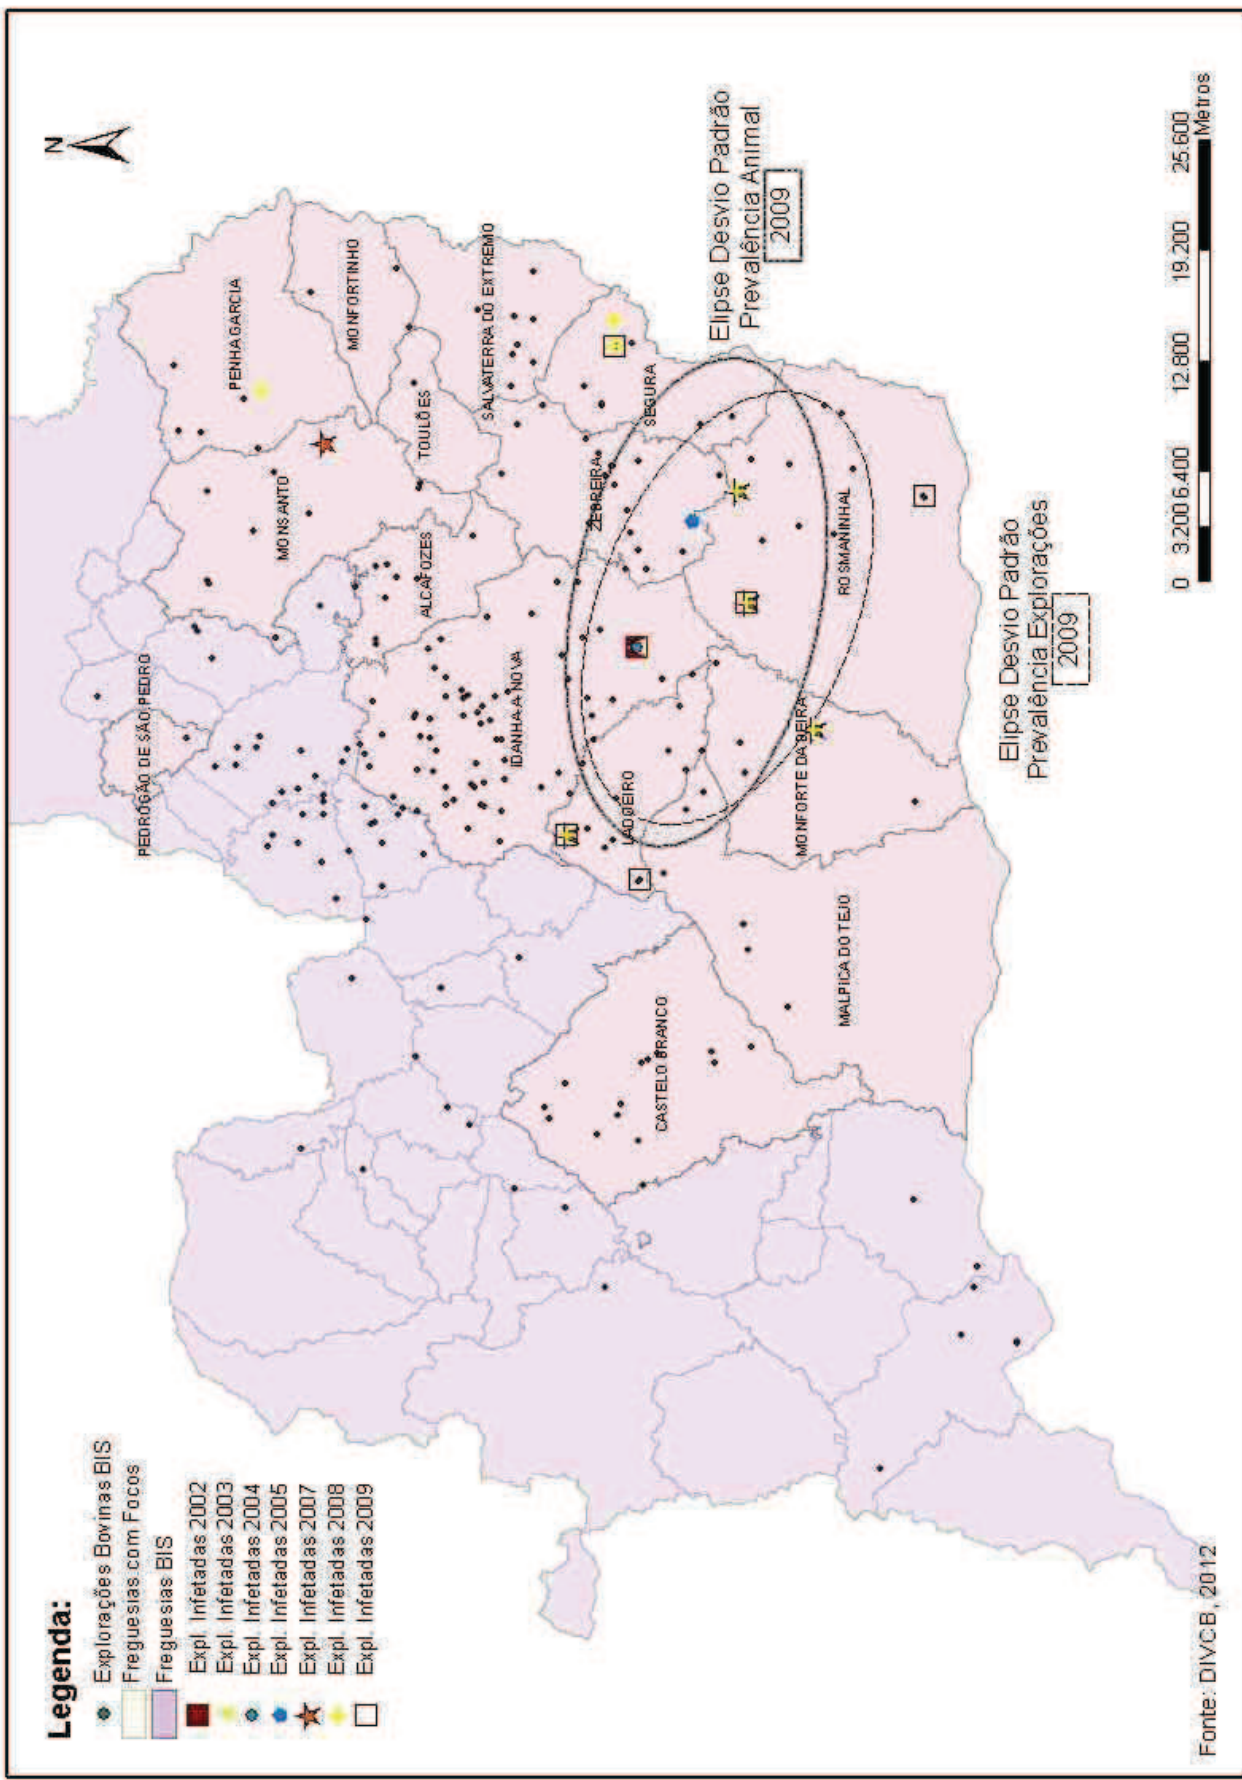 Legenda:
Explorações Bovinas BIS
Freguesias com Focos
Freguesias BIS
Expl. Infetadas 2002
Expl. Infetadas 2003
Expl. Infetadas 2004
Expl. Infetadas 2005
Expl. Infetadas 2007
Expl. Infetadas 2008
Expl. Infetadas 2009
N
PEDRÓGÃO DE SÃO PEDRO
PENHA GARCIA
MONSANTO
MONFORTINHO
TOULÕES
ALCAFOZES
SALVATERRA DO EXTREMO
IDANHA-A-NOVA
ZEBREIRA
SEGURA
LADOEIRO
CASTELO BRANCO
Elipse Desvio Padrão
Prevalência Animal
2009
MONFORTE DA BEIRA
ROSMANINHAL
MALPICA DO TEJO
Elipse Desvio Padrão
Prevalência Explorações
2009
0 3.200 6.400 12.800 19.200 25.600
Metros
Fonte: DIVCB, 2012